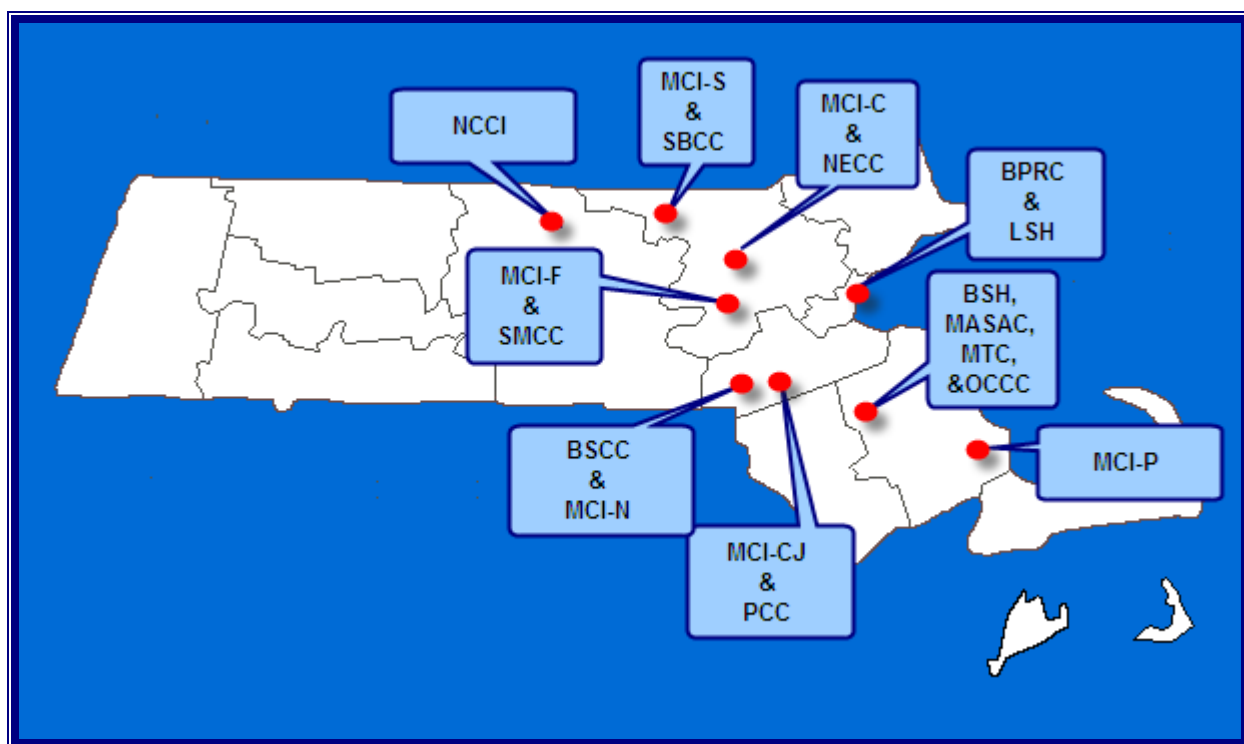 NCCI
MCI-S
&
SBCC
MCI-C
&
NECC
BPRC
&
LSH
MCI-F
&
SMCC
BSH,
MASAC,
MTC,
&OCCC
BSCC
&
MCI-N
MCI-P
MCI-CJ
&
PCC